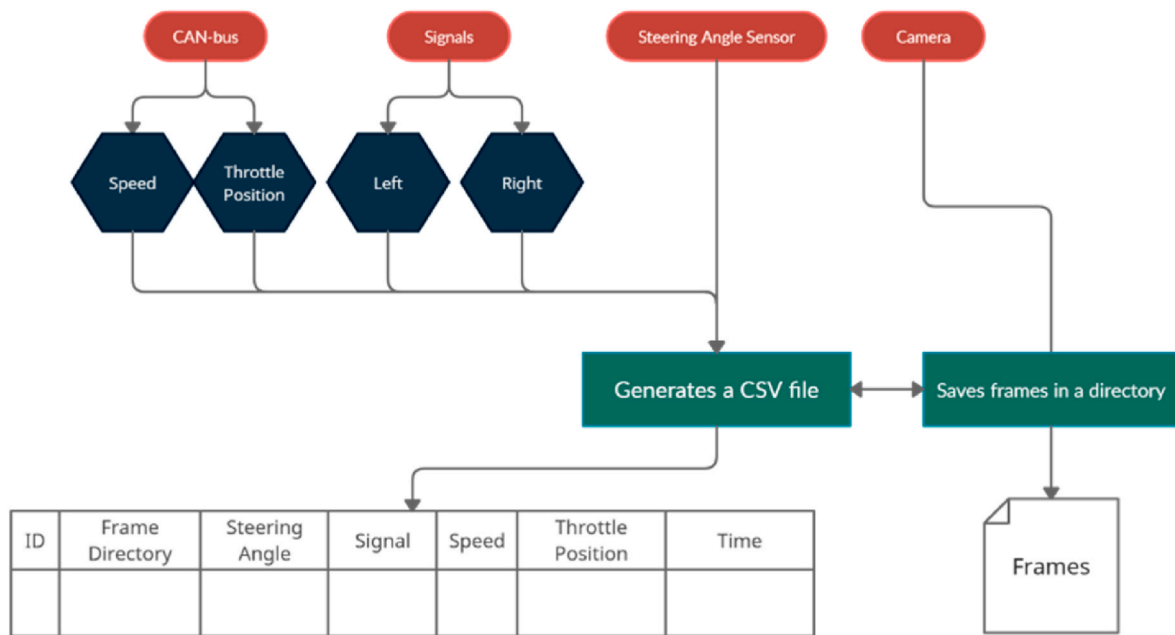 CAN-bus
Signals
Steering Angle Sensor
Camera
Speed
Throttle
Position
Left
Right
Generates a CSV file
Saves frames in a directory
ID
Frame
Directory
Steering
Angle
Signal
Speed
Throttle
Position
Time
Frames